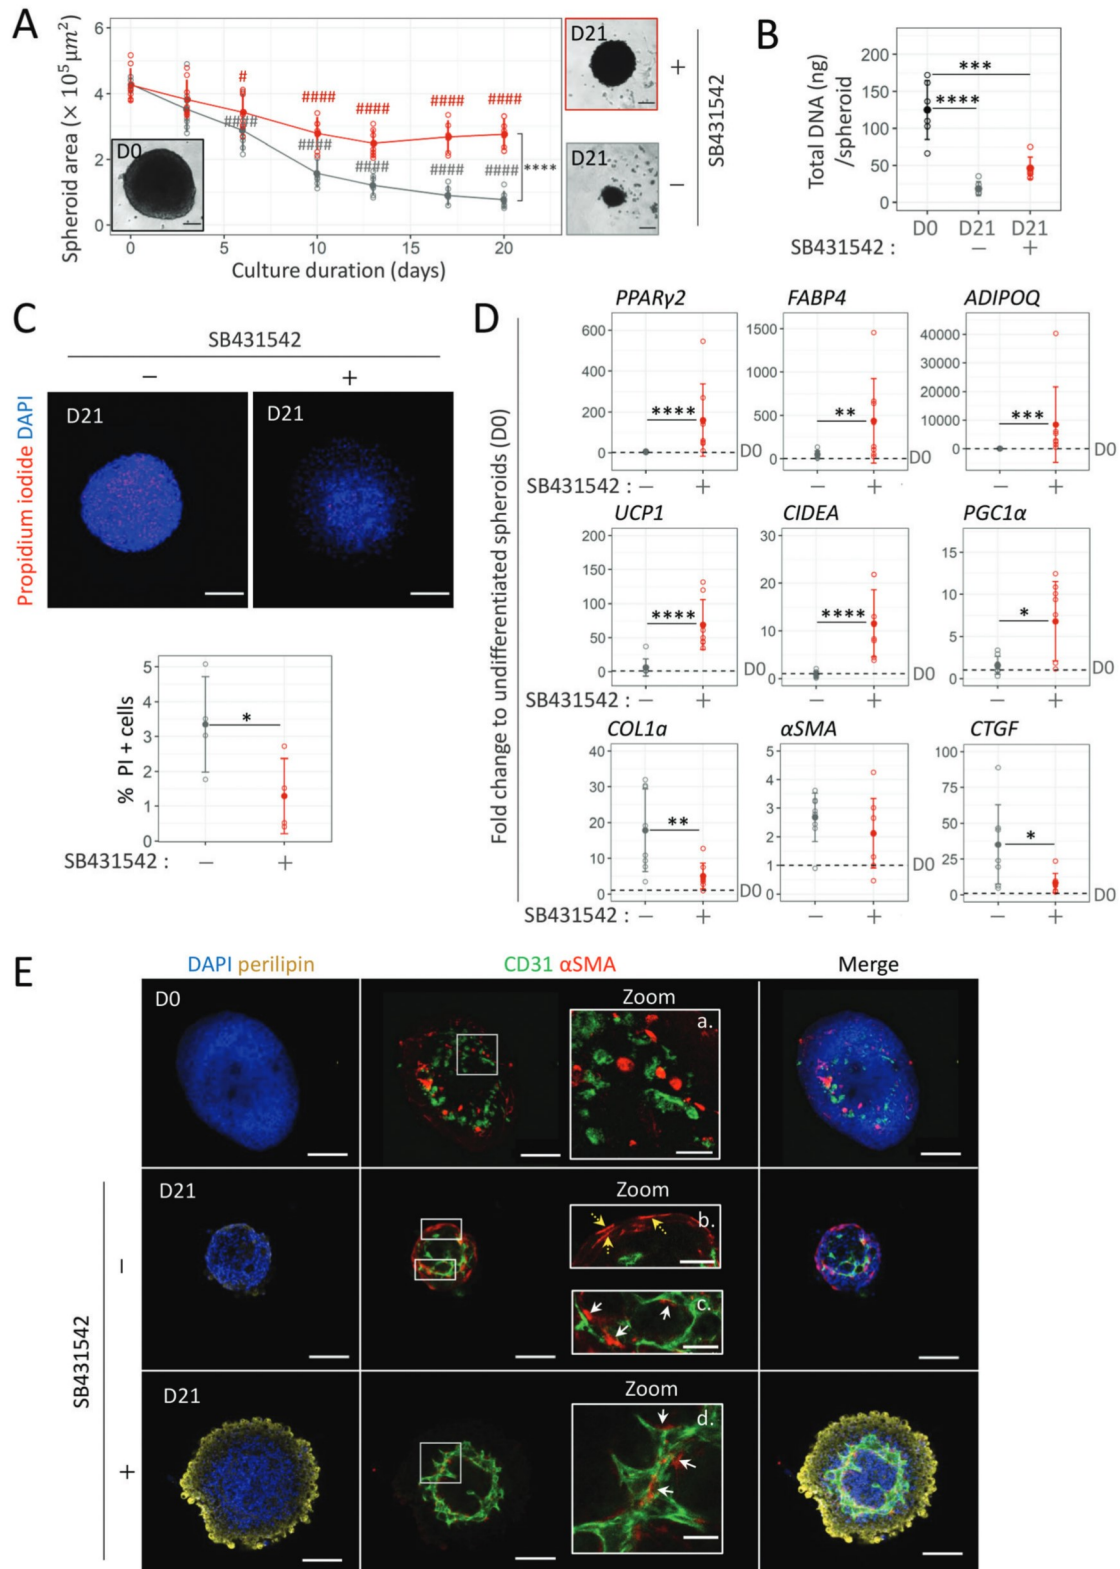 A
Spheroid area (× 10⁵ μm²)
6
4
2
0
#
####
####
####
####
####
####
####
####
####
####
****
D0
0
5
10
15
20
Culture duration (days)
D21
+
D21
−
SB431542
B
Total DNA (ng)
/spheroid
200
150
100
50
0
***
****
D0
D21
D21
SB431542 :
−
+
C
SB431542
−
+
Propidium iodide DAPI
D21
D21
% PI + cells
5
4
3
2
1
0
*
SB431542 :
−
+
D
Fold change to undifferentiated spheroids (D0)
PPARγ2
600
400
200
0
****
D0
SB431542 :
−
+
FABP4
1500
1000
500
0
**
D0
−
+
ADIPOQ
40000
30000
20000
10000
0
***
D0
−
+
UCP1
200
150
100
50
0
****
D0
SB431542 :
−
+
CIDEA
30
20
10
0
****
D0
−
+
PGC1α
15
10
5
0
*
D0
−
+
COL1a
40
30
20
10
0
**
D0
SB431542 :
−
+
αSMA
5
4
3
2
1
0
D0
−
+
CTGF
100
75
50
25
0
*
D0
−
+
E
DAPI perilipin
CD31 αSMA
Merge
D0
Zoom
a.
SB431542
−
D21
Zoom
b.
c.
+
D21
Zoom
d.